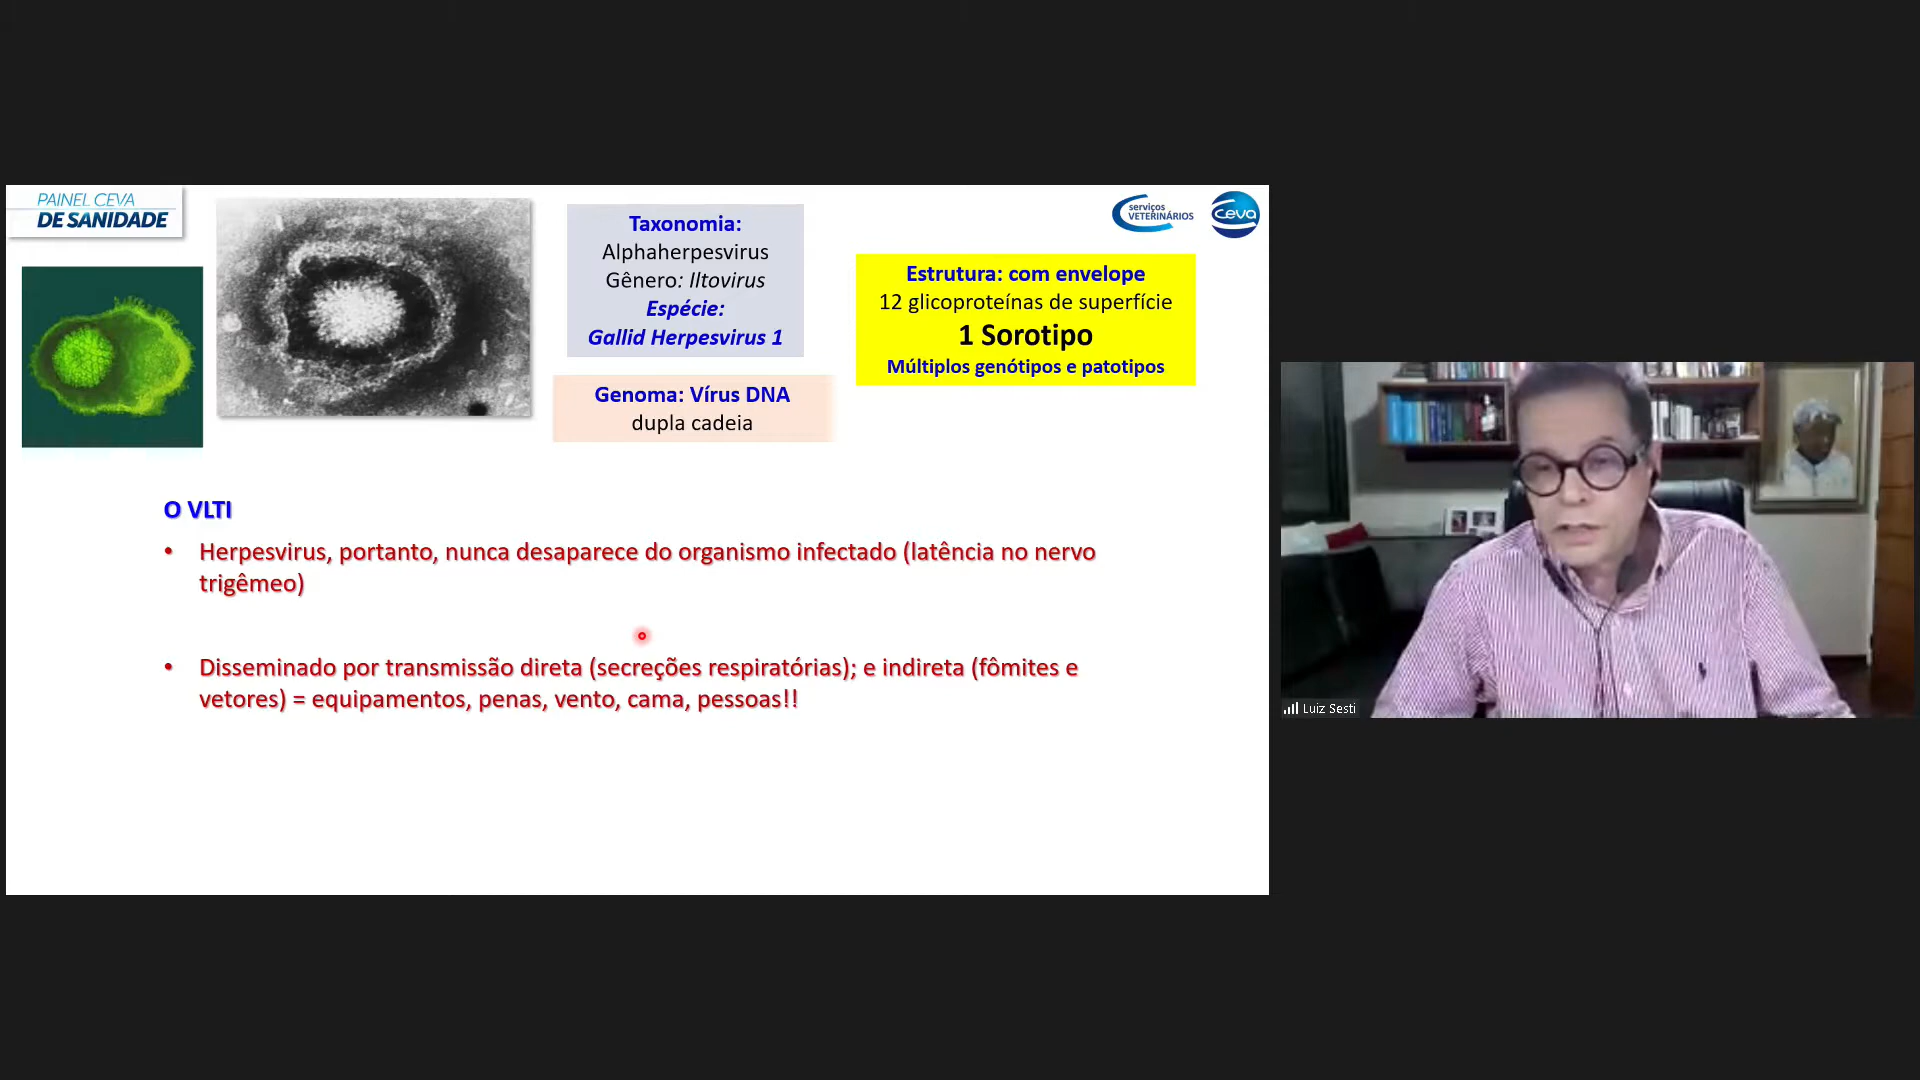 PAINEL CEVA
DE SANIDADE
Taxonomia:
Alphaherpesvirus
Gênero: Iltovirus
Espécie:
Gallid Herpesvirus 1
Genoma: Vírus DNA
dupla cadeia
serviços
VETERINÁRIOS
ceva
Estrutura: com envelope
12 glicoproteínas de superfície
1 Sorotipo
Múltiplos genótipos e patotipos
O VLTI
• Herpesvirus, portanto, nunca desaparece do organismo infectado (latência no nervo
trigêmeo)
• Disseminado por transmissão direta (secreções respiratórias); e indireta (fômites e
vetores) = equipamentos, penas, vento, cama, pessoas!!
Luiz Sesti